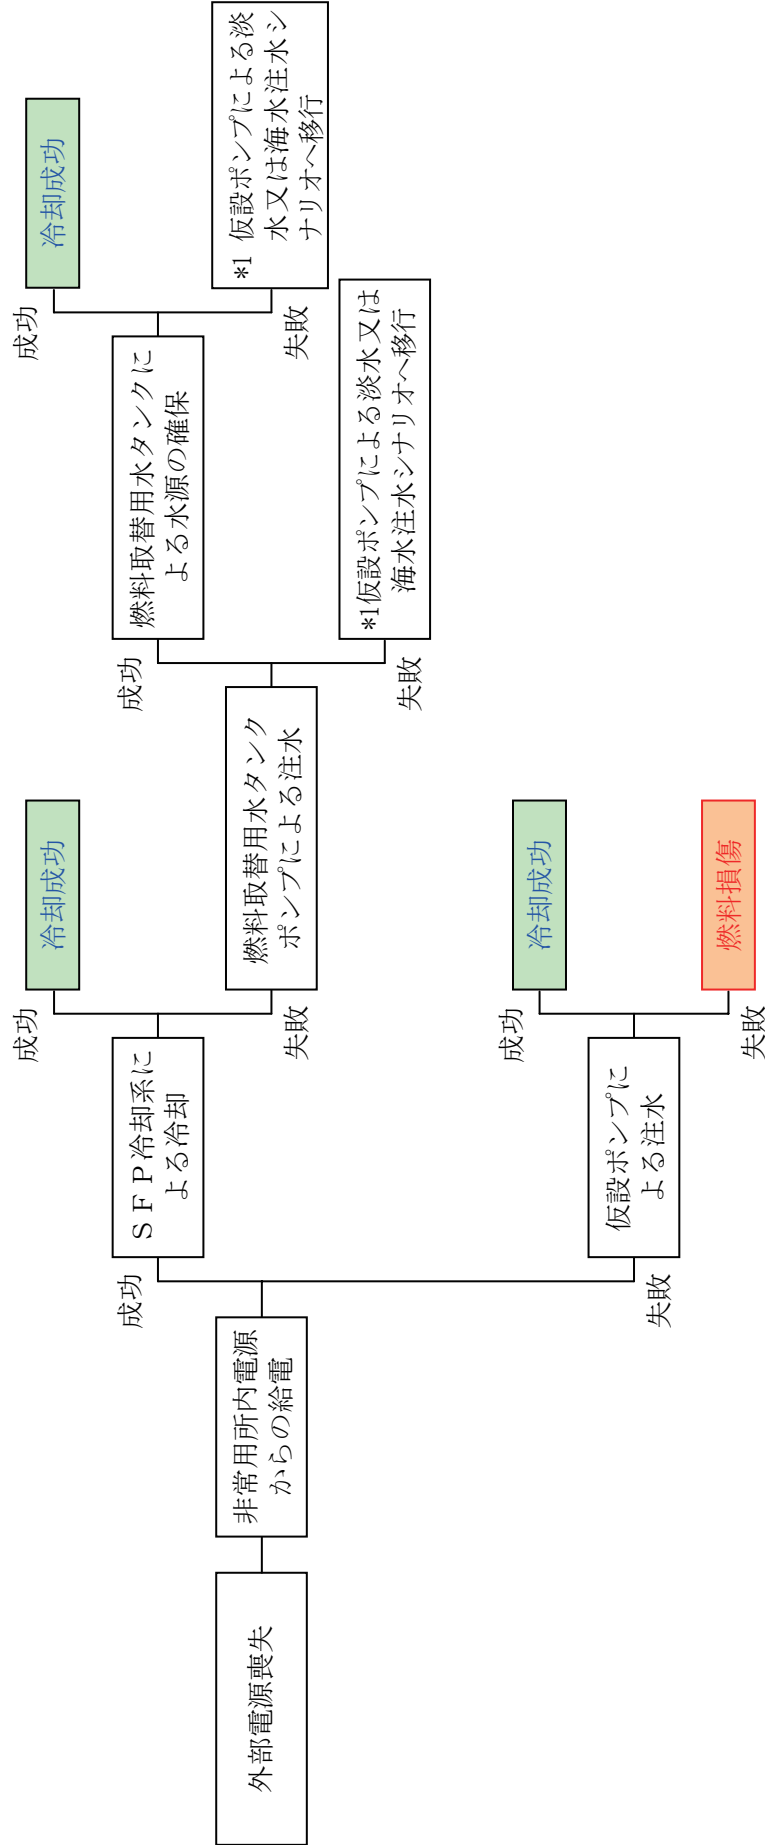 外部電源喪失
非常用所内電源
からの給電
成功
失敗
ＳＦＰ冷却系に
よる冷却
成功
冷却成功
失敗
燃料取替用水タンク
ポンプによる注水
成功
燃料取替用水タンクに
よる水源の確保
成功
冷却成功
失敗
*1 仮設ポンプによる淡
水又は海水注水シ
ナリオへ移行
失敗
*1仮設ポンプによる淡水又は
海水注水シナリオへ移行
仮設ポンプに
よる注水
成功
冷却成功
失敗
燃料損傷